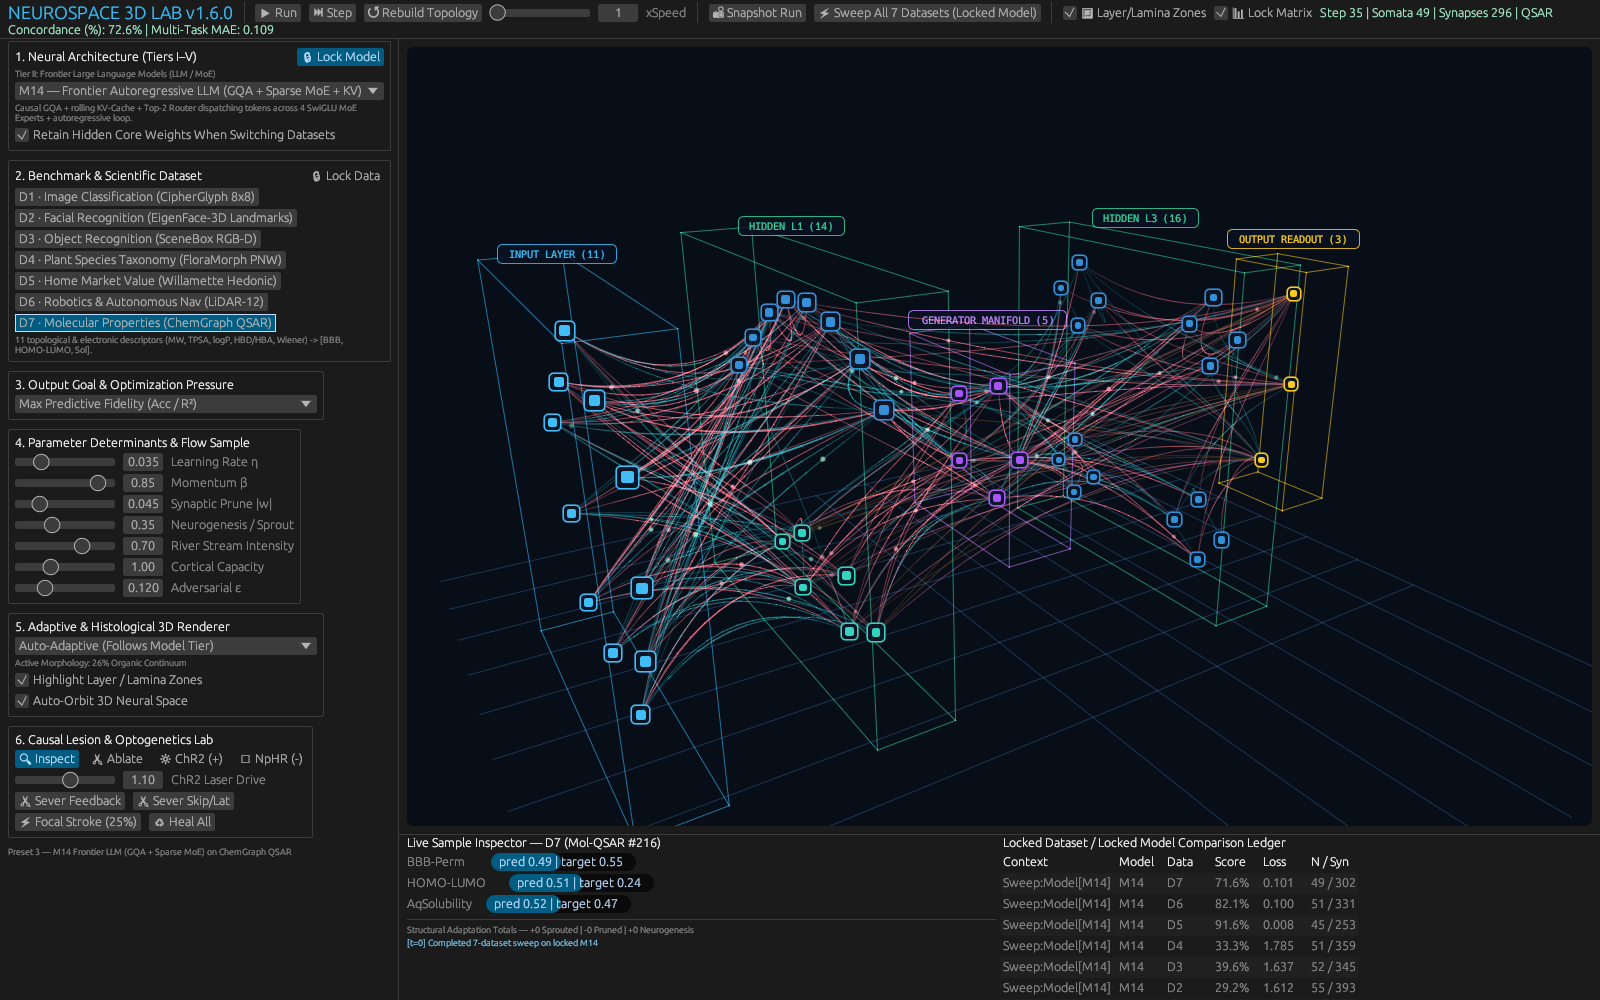 NEUROSPACE 3D LAB v1.6.0
Run
Step
Rebuild Topology
1
xSpeed
Snapshot Run
Sweep All 7 Datasets (Locked Model)
Layer/Lamina Zones
Lock Matrix
Step 35 | Somata 49 | Synapses 296 | QSAR
Concordance (%): 72.6% | Multi-Task MAE: 0.109
1. Neural Architecture (Tiers I–V)
Lock Model
Tier II: Frontier Large Language Models (LLM / MoE)
M14 — Frontier Autoregressive LLM (GQA + Sparse MoE + KV)
Causal GQA + rolling KV-Cache + Top-2 Router dispatching tokens across 4 SwiGLU MoE
Experts + autoregressive loop.
Retain Hidden Core Weights When Switching Datasets
2. Benchmark & Scientific Dataset
Lock Data
D1 · Image Classification (CipherGlyph 8x8)
D2 · Facial Recognition (EigenFace-3D Landmarks)
D3 · Object Recognition (SceneBox RGB-D)
D4 · Plant Species Taxonomy (FloraMorph PNW)
D5 · Home Market Value (Willamette Hedonic)
D6 · Robotics & Autonomous Nav (LiDAR-12)
D7 · Molecular Properties (ChemGraph QSAR)
11 topological & electronic descriptors (MW, TPSA, logP, HBD/HBA, Wiener) -> [BBB,
HOMO-LUMO, Sol].
3. Output Goal & Optimization Pressure
Max Predictive Fidelity (Acc / R²)
4. Parameter Determinants & Flow Sample
0.035 Learning Rate η
0.85 Momentum β
0.045 Synaptic Prune |w|
0.35 Neurogenesis / Sprout
0.70 River Stream Intensity
1.00 Cortical Capacity
0.120 Adversarial ε
5. Adaptive & Histological 3D Renderer
Auto-Adaptive (Follows Model Tier)
Active Morphology: 26% Organic Continuum
Highlight Layer / Lamina Zones
Auto-Orbit 3D Neural Space
6. Causal Lesion & Optogenetics Lab
Inspect
Ablate
ChR2 (+)
NpHR (-)
1.10 ChR2 Laser Drive
Sever Feedback
Sever Skip/Lat
Focal Stroke (25%)
Heal All
Preset 3 — M14 Frontier LLM (GQA + Sparse MoE) on ChemGraph QSAR
INPUT LAYER (11)
HIDDEN L1 (14)
GENERATOR MANIFOLD (5)
HIDDEN L3 (16)
OUTPUT READOUT (3)
Live Sample Inspector — D7 (Mol-QSAR #216)
BBB-Perm pred 0.49 | target 0.55
HOMO-LUMO pred 0.51 | target 0.24
AqSolubility pred 0.52 | target 0.47
Structural Adaptation Totals — +0 Sprouted | -0 Pruned | +0 Neurogenesis
[t=0] Completed 7-dataset sweep on locked M14
Locked Dataset / Locked Model Comparison Ledger
Context Model Data Score Loss N / Syn
Sweep:Model[M14] M14 D7 71.6% 0.101 49 / 302
Sweep:Model[M14] M14 D6 82.1% 0.100 51 / 331
Sweep:Model[M14] M14 D5 91.6% 0.008 45 / 253
Sweep:Model[M14] M14 D4 33.3% 1.785 51 / 359
Sweep:Model[M14] M14 D3 39.6% 1.637 52 / 345
Sweep:Model[M14] M14 D2 29.2% 1.612 55 / 393